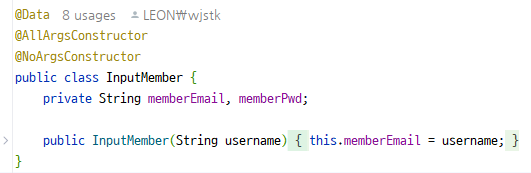 @Data 8 usages LEON₩wjstk
@AllArgsConstructor
@NoArgsConstructor
public class InputMember {
private String memberEmail, memberPwd;
public InputMember(String username) { this.memberEmail = username; }
}